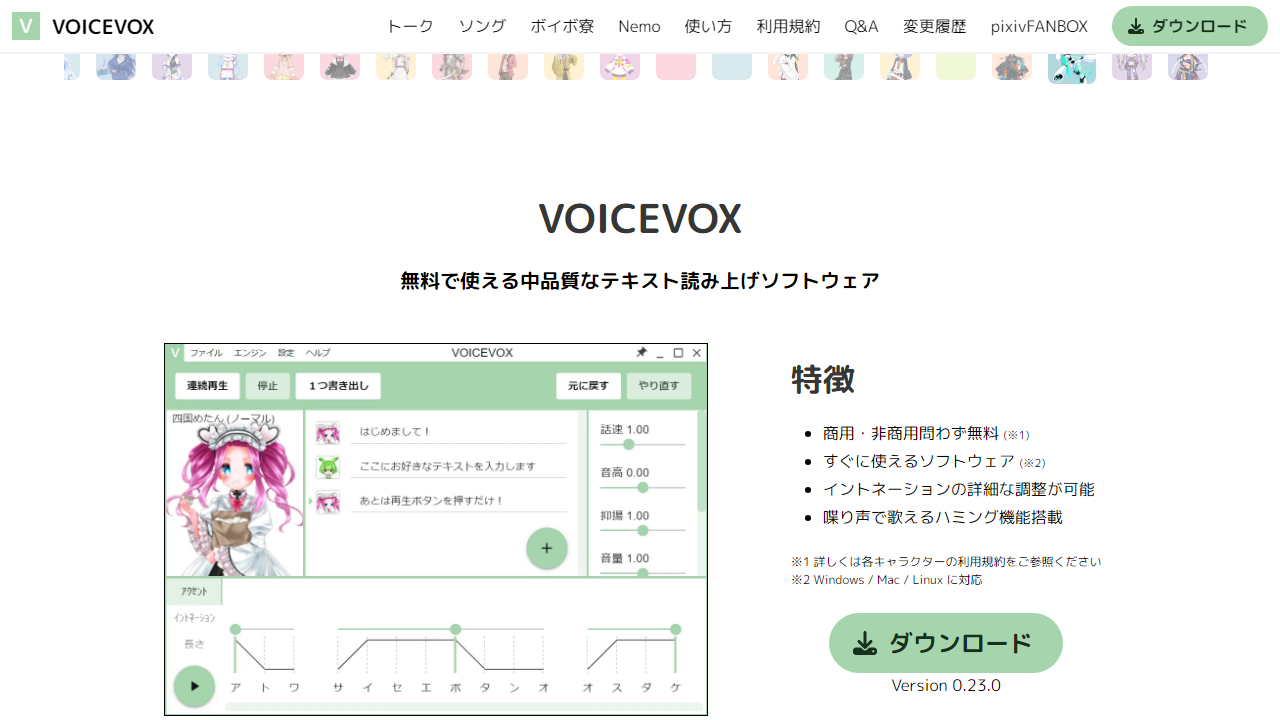 V VOICEVOX トーク ソング ボイボ寮 Nemo 使い方 利用規約 Q&A 変更履歴 pixivFANBOX ダウンロード
VOICEVOX
無料で使える中品質なテキスト読み上げソフトウェア
V ファイル エンジン 設定 ヘルプ VOICEVOX
連続再生 停止 1つ書き出し 元に戻す やり直す
四国めたん (ノーマル)
はじめまして！
ここにお好きなテキストを入力します
あとは再生ボタンを押すだけ！
話速 1.00
音高 0.00
抑揚 1.00
音量 1.00
アクセント
イントネーション
長さ
ア ト ワ サ イ セ エ ボ タ ン オ オ ス ダ ケ
特徴
• 商用・非商用問わず無料 (※1)
• すぐに使えるソフトウェア (※2)
• イントネーションの詳細な調整が可能
• 喋り声で歌えるハミング機能搭載
※1 詳しくは各キャラクターの利用規約をご参照ください
※2 Windows / Mac / Linux に対応
ダウンロード
Version 0.23.0